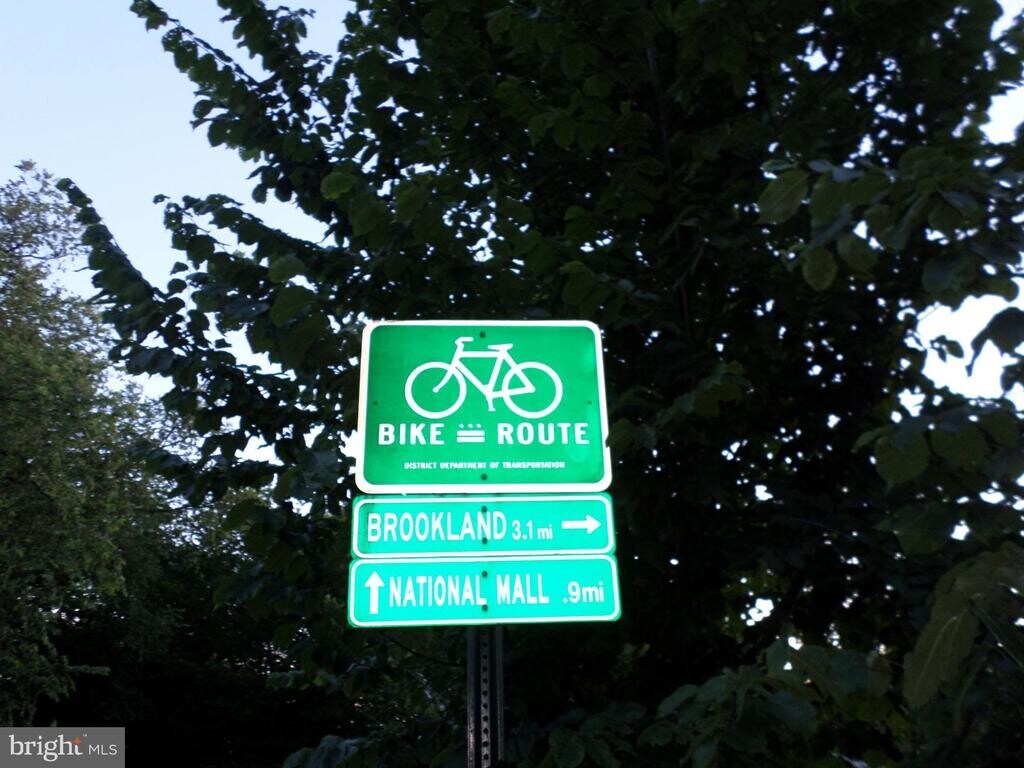 BIKE ROUTE
DISTRICT DEPARTMENT OF TRANSPORTATION
BROOKLAND 3.1 mi →
↑ NATIONAL MALL .9mi
bright MLS